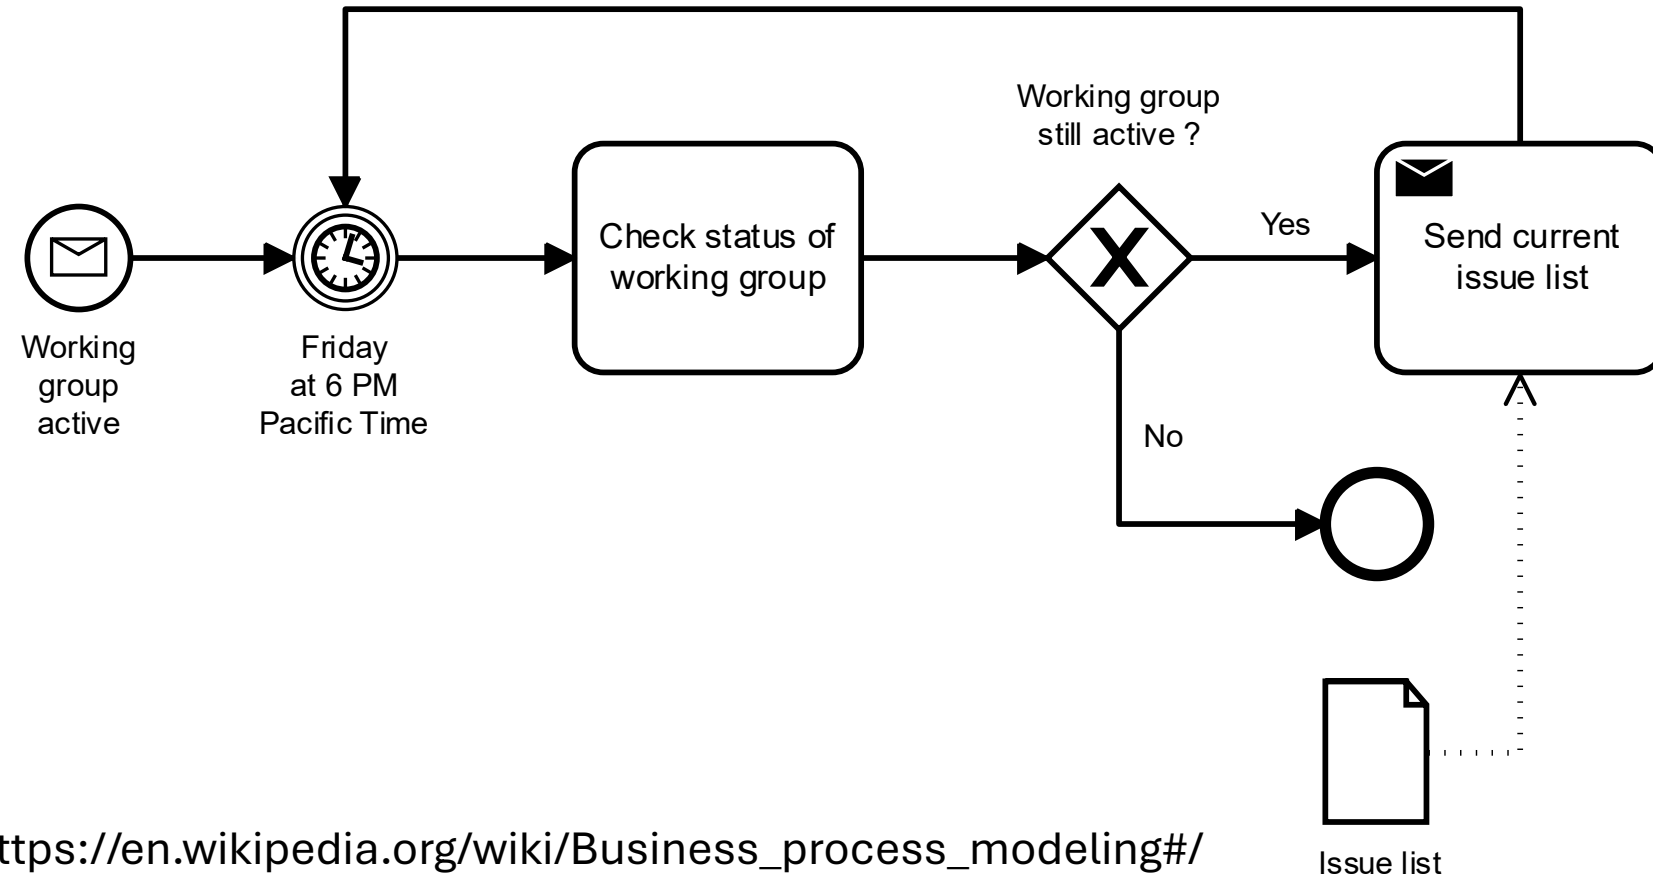 Working group
still active ?
Yes
Check status of
working group
X
Send current
issue list
Working
group
active
Friday
at 6 PM
Pacific Time
No
ttps://en.wikipedia.org/wiki/Business_process_modeling#/
Issue list